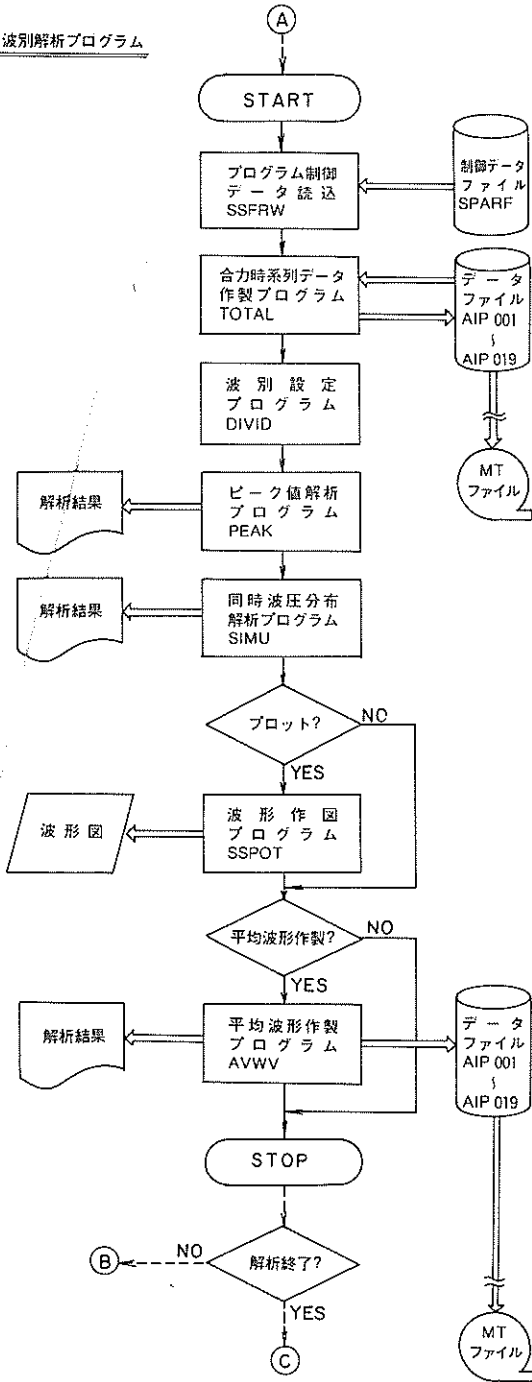 波別解析プログラム
A
START
プログラム制御
データ読込
SSFRW
制御データ
ファイル
SPARF
合力時系列データ
作製プログラム
TOTAL
データ
ファイル
AIP 001
~
AIP 019
波別設定
プログラム
DIVID
MT
ファイル
解析結果
ピーク値解析
プログラム
PEAK
解析結果
同時波圧分布
解析プログラム
SIMU
プロット?
NO
YES
波形図
波形作図
プログラム
SSPOT
平均波形作製?
NO
YES
解析結果
平均波形作製
プログラム
AVWV
データ
ファイル
AIP 001
~
AIP 019
STOP
解析終了?
NO
B
YES
C
MT
ファイル